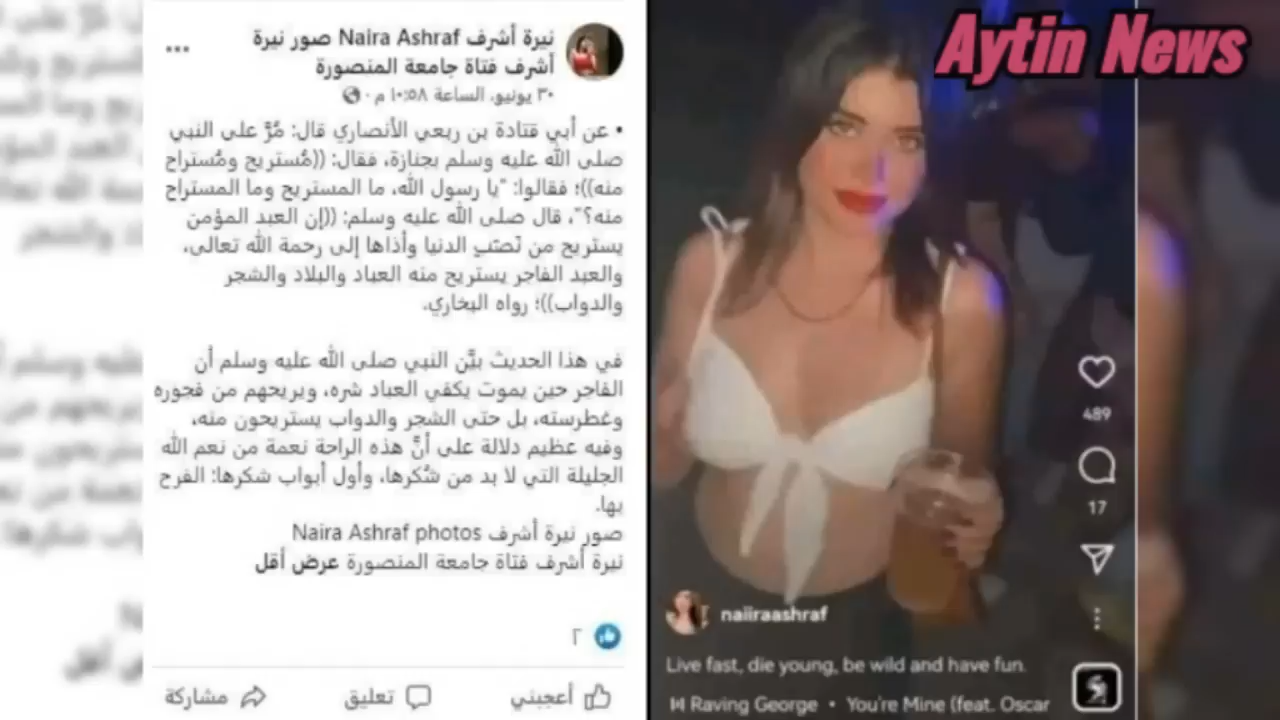 نيرة أشرف Naira Ashraf صور نيرة
أشرف فتاة جامعة المنصورة
٣٠ يونيو، الساعة ١٠:٥٨ م ·
• عن أبي قتادة بن ربعي الأنصاري قال: مُرَّ على النبي
صلى الله عليه وسلم بجنازة، فقال: ((مُستريح ومُستراح
منه))؛ فقالوا: "يا رسول الله، ما المستريح وما المستراح
منه؟"، قال صلى الله عليه وسلم: ((إن العبد المؤمن
يستريح من نَصَب الدنيا وأذاها إلى رحمة الله تعالى،
والعبد الفاجر يستريح منه العباد والبلاد والشجر
والدواب))؛ رواه البخاري.
في هذا الحديث بيَّن النبي صلى الله عليه وسلم أن
الفاجر حين يموت يكفي العباد شره، ويريحهم من فجوره
وغطرسته، بل حتى الشجر والدواب يستريحون منه،
وفيه عظيم دلالة على أنَّ هذه الراحة نعمة من نعم الله
الجليلة التي لا بد من شُكرها، وأول أبواب شكرها: الفرح
بها.
صور نيرة أشرف Naira Ashraf photos
نيرة أشرف فتاة جامعة المنصورة عرض أقل
٢
أعجبني تعليق مشاركة
Aytin News
489
17
naiiraashraf
Live fast, die young, be wild and have fun.
Raving George • You're Mine (feat. Oscar